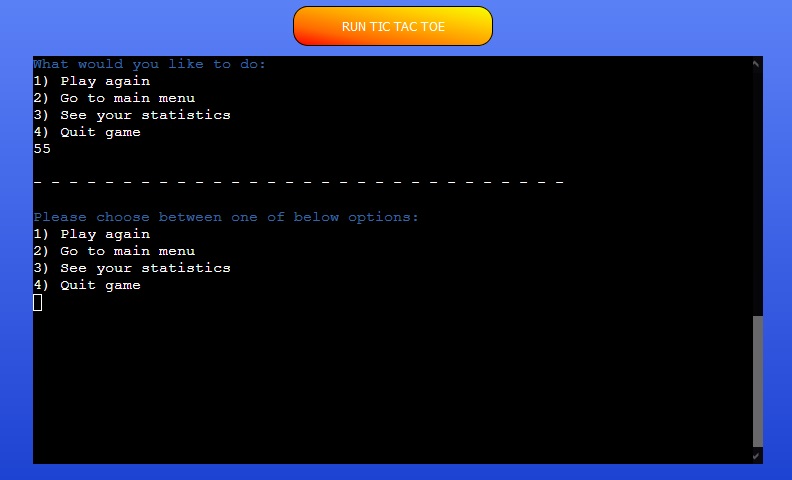 RUN TIC TAC TOE
What would you like to do:
1) Play again
2) Go to main menu
3) See your statistics
4) Quit game
55
_ _ _ _ _ _ _ _ _ _ _ _ _ _ _ _ _ _ _ _ _ _ _ _ _ _ _ _ _ _
Please choose between one of below options:
1) Play again
2) Go to main menu
3) See your statistics
4) Quit game